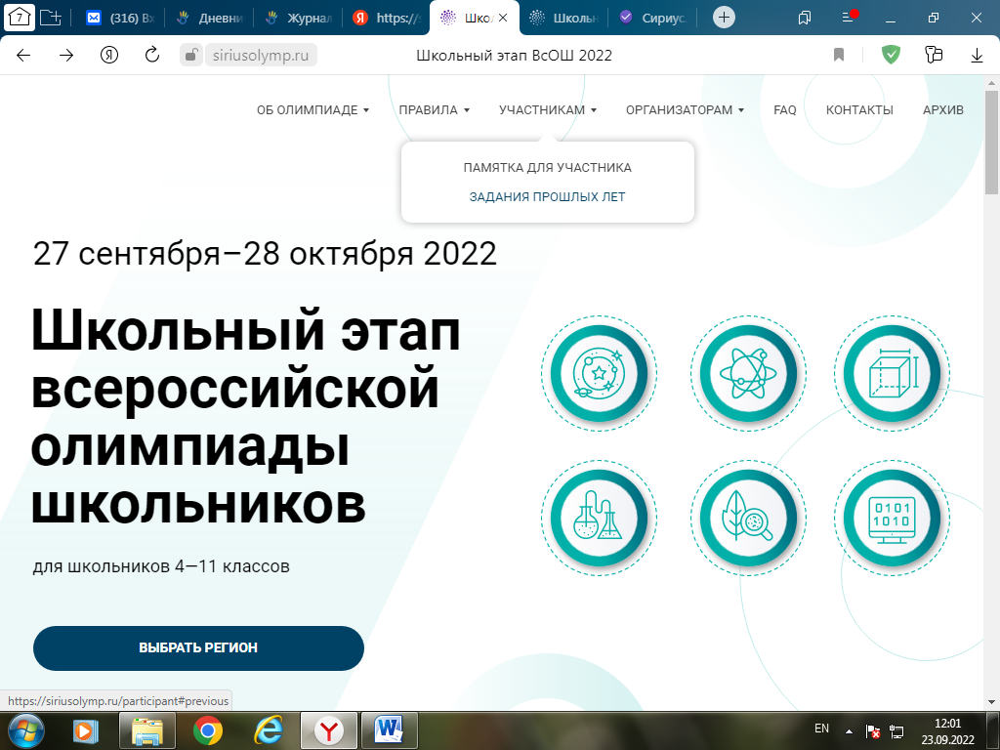 7
(316) Вх
Дневни
Журнал
https://s
Шко
Школьн
Сириус.
siriusolymp.ru
Школьный этап ВсОШ 2022
ОБ ОЛИМПИАДЕ
ПРАВИЛА
УЧАСТНИКАМ
ОРГАНИЗАТОРАМ
FAQ
КОНТАКТЫ
АРХИВ
ПАМЯТКА ДЛЯ УЧАСТНИКА
ЗАДАНИЯ ПРОШЛЫХ ЛЕТ
27 сентября–28 октября 2022
Школьный этап
всероссийской
олимпиады
школьников
0101
1010
для школьников 4—11 классов
ВЫБРАТЬ РЕГИОН
https://siriusolymp.ru/participant#previous
EN
12:01
23.09.2022